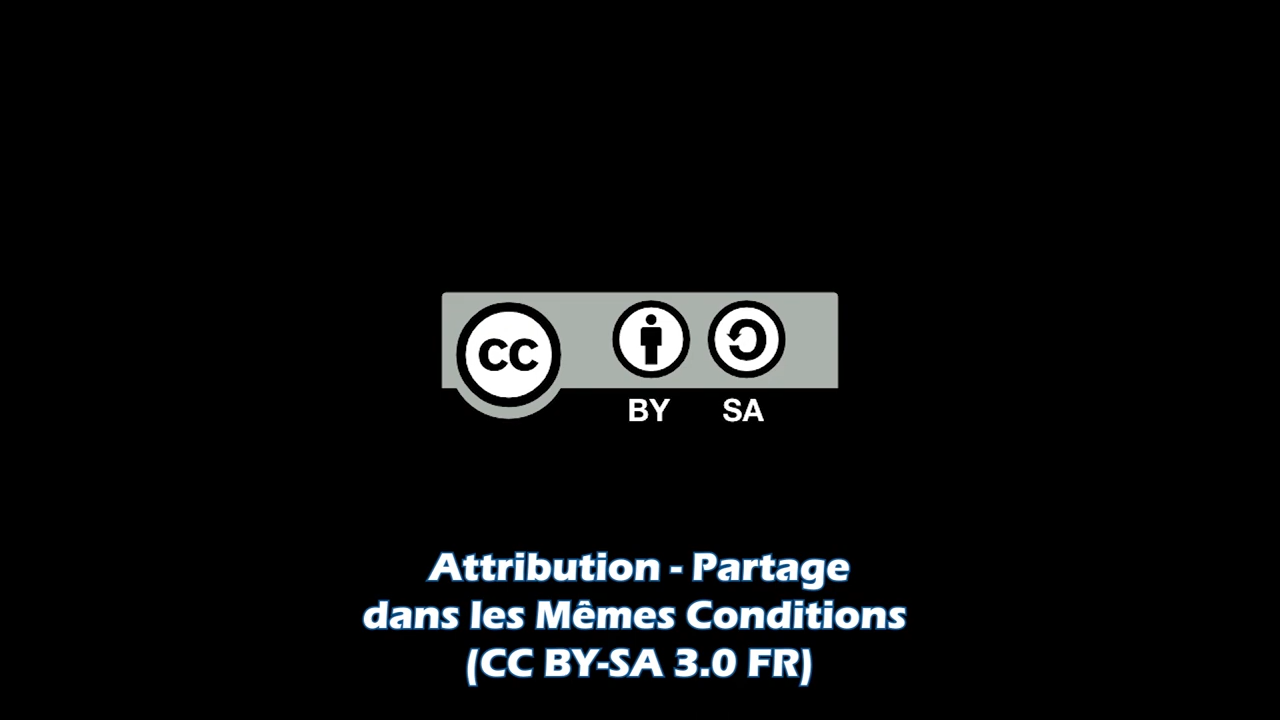 CC
BY SA
Attribution - Partage
dans les Mêmes Conditions
(CC BY-SA 3.0 FR)